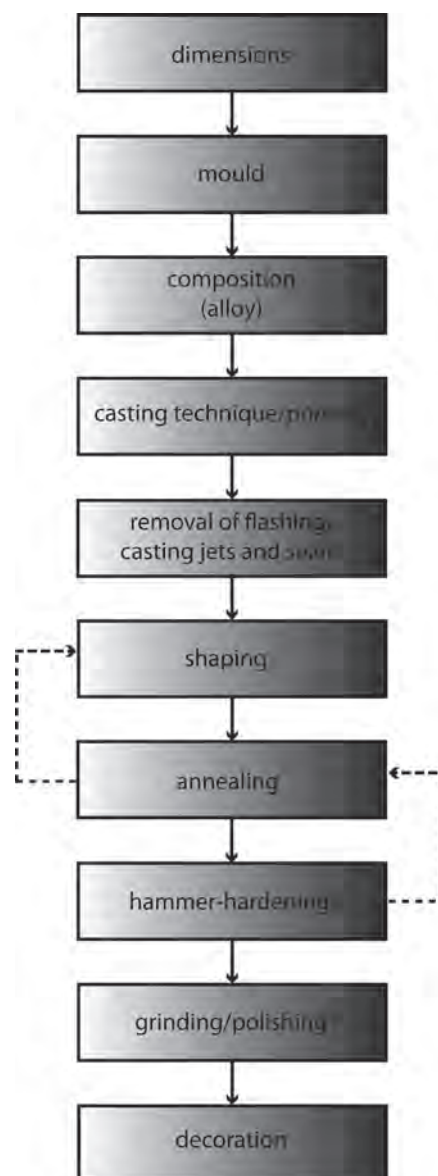 dimensions
mould
composition
(alloy)
casting technique/
removal of flashing,
casting jets and
shaping
annealing
hammer-hardening
grinding/polishing
decoration